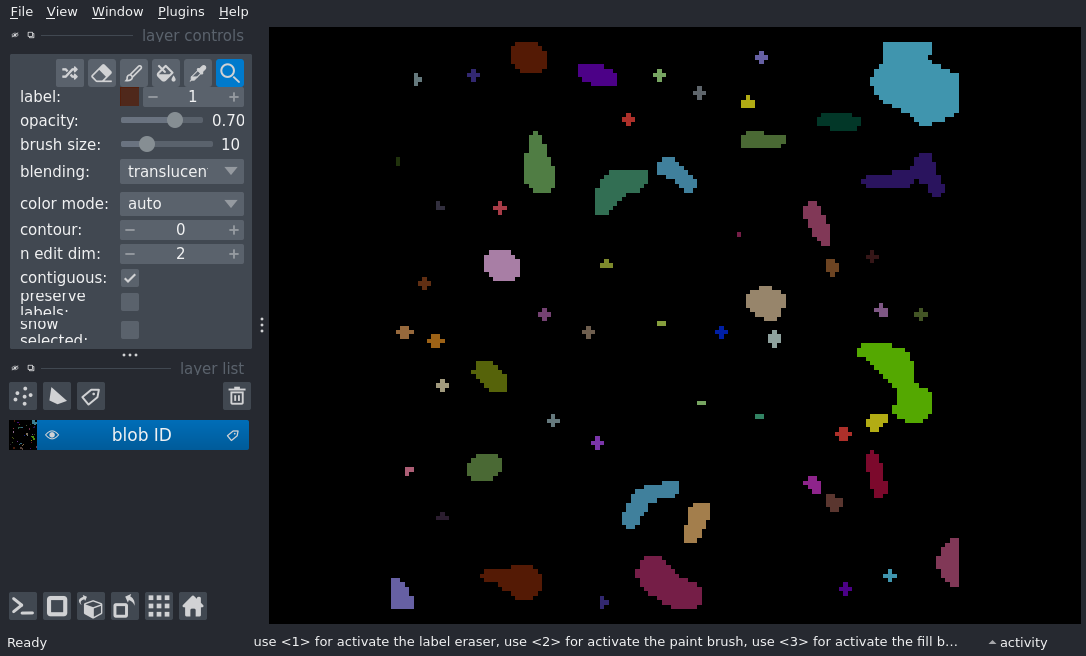 File View Window Plugins Help
layer controls
label: 1
opacity: 0.70
brush size: 10
blending: translucen
color mode: auto
contour: 0
n edit dim: 2
contiguous:
preserve
labels:
show
selected:
layer list
blob ID
Ready use <1> for activate the label eraser, use <2> for activate the paint brush, use <3> for activate the fill b... activity